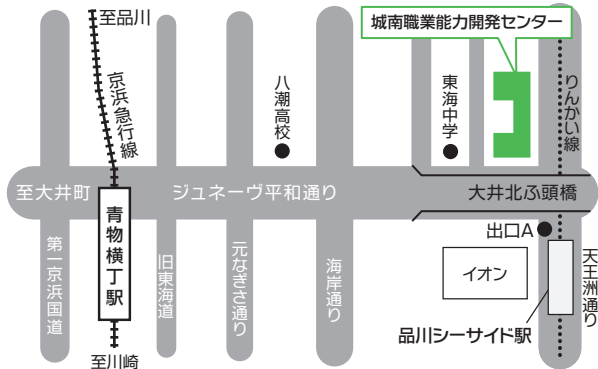 至品川
城南職業能力開発センター
京浜急行線
八潮高校
東海中学
りんかい線
至大井町
ジュネーヴ平和通り
大井北ふ頭橋
青物横丁駅
出口A
第一京浜国道
旧東海道
元なぎさ通り
海岸通り
イオン
天王洲通り
品川シーサイド駅
至川崎